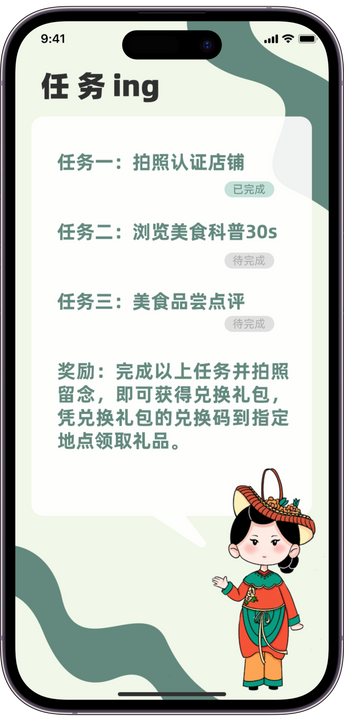 9:41
任务ing
任务一：拍照认证店铺
已完成
任务二：浏览美食科普30s
待完成
任务三：美食品尝点评
待完成
奖励：完成以上任务并拍照
留念，即可获得兑换礼包，
凭兑换礼包的兑换码到指定
地点领取礼品。